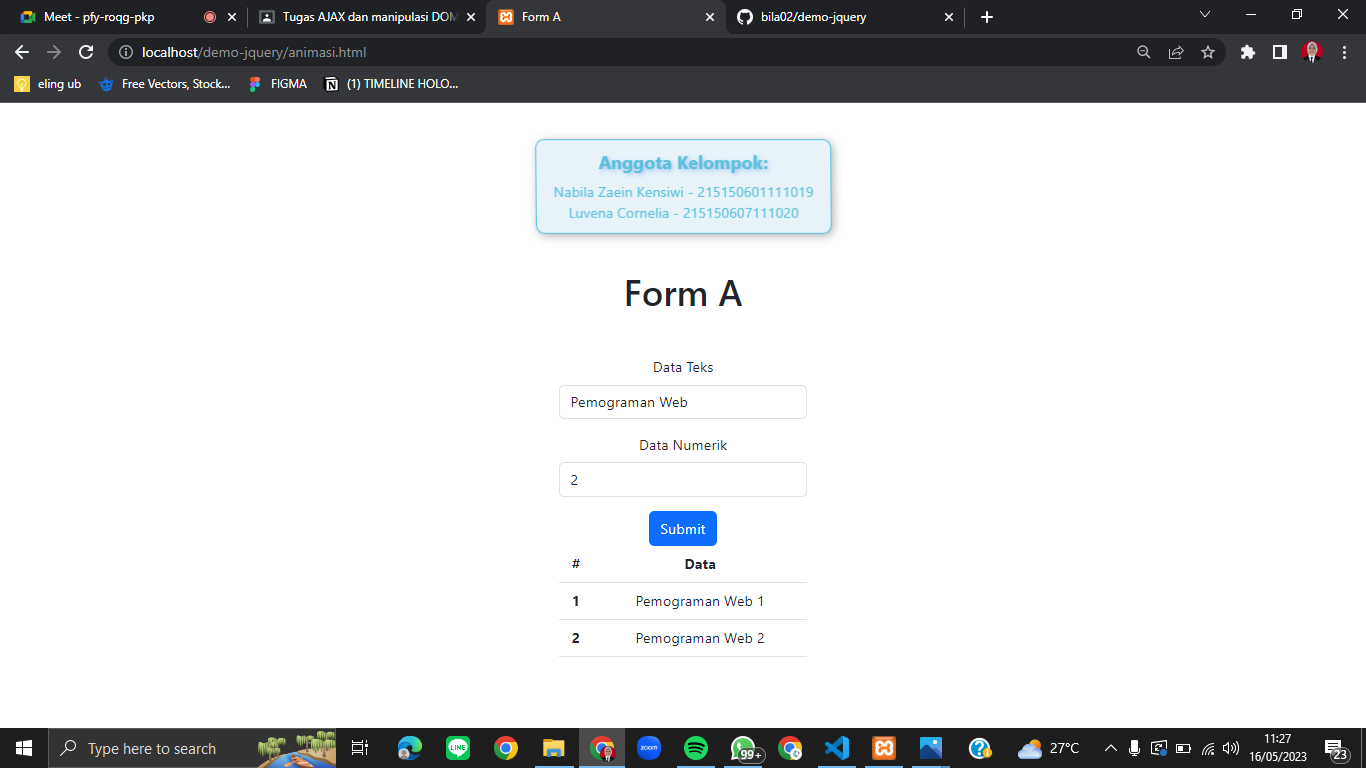 Meet - pfy-roqg-pkp
Tugas AJAX dan manipulasi DOM
Form A
bila02/demo-jquery
localhost/demo-jquery/animasi.html
eling ub
Free Vectors, Stock...
FIGMA
(1) TIMELINE HOLO...
Anggota Kelompok:
Nabila Zaein Kensiwi - 215150601111019
Luvena Cornelia - 215150607111020
Form A
Data Teks
Pemograman Web
Data Numerik
2
Submit
# Data
1 Pemograman Web 1
2 Pemograman Web 2
Type here to search
LINE
zoom
99+
27°C
11:27
16/05/2023
23